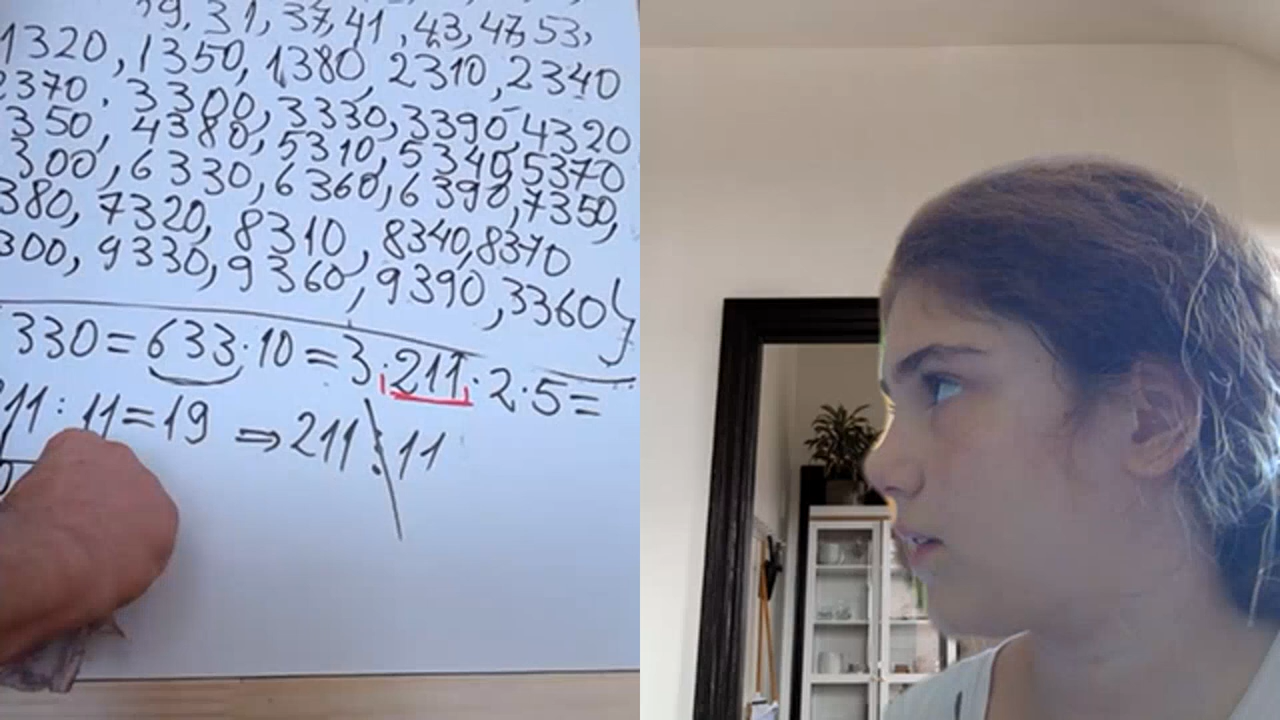 29, 31, 37, 41, 43, 47, 53,
1320, 1350, 1380, 2310, 2340
2370, 3300, 3330, 3390, 4320
350, 4380, 5310, 5340, 5370
300, 6330, 6360, 6390, 7350,
380, 7320, 8310, 8340, 8370
300, 9330, 9360, 9390, 3360}
330 = 633 · 10 = 3 · 211 · 2 · 5 =
211 : 11 = 19 ⇒ 211 ⋮ 11